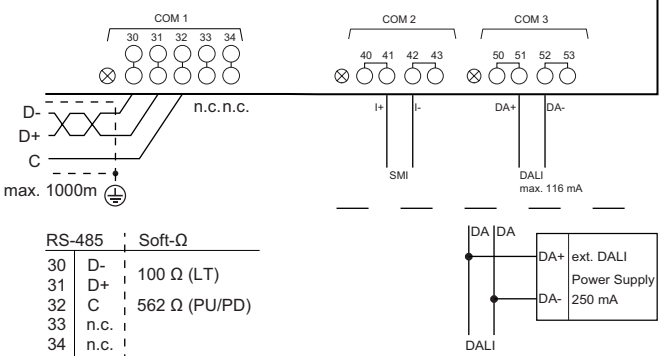 COM 1 COM 2 COM 3
30 31 32 33 34 40 41 42 43 50 51 52 53
n.c. n.c. I+ I- DA+ DA-
D-
D+
C
SMI DALI
max. 116 mA
max. 1000m
RS-485 Soft-Ω
30 D-
31 D+
100 Ω (LT)
32 C 562 Ω (PU/PD)
33 n.c.
34 n.c.
DA DA
DA+ ext. DALI
Power Supply
DA- 250 mA
DALI